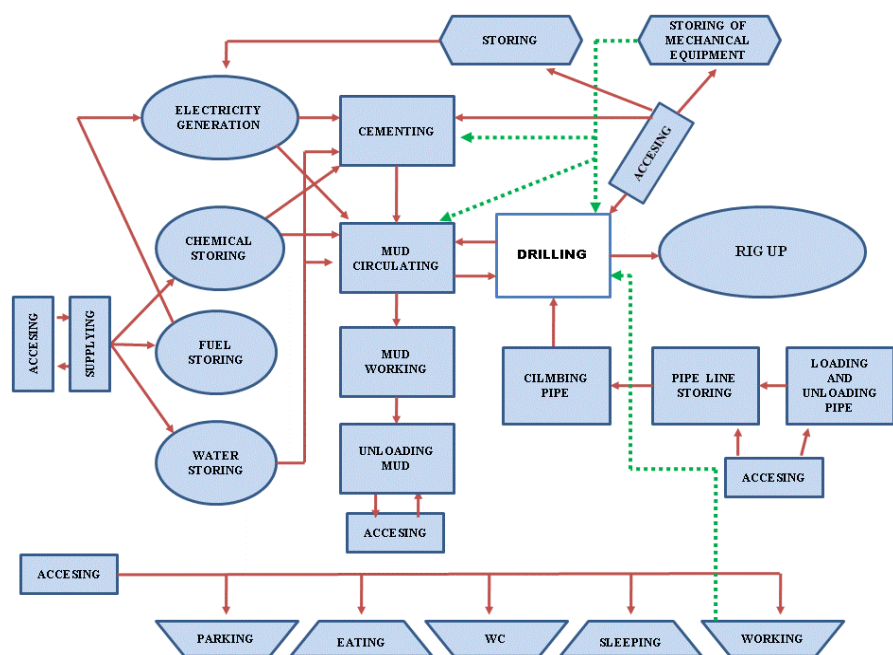 STORING
STORING OF
MECHANICAL
EQUIPMENT
ELECTRICITY
GENERATION
CEMENTING
ACCESING
CHEMICAL
STORING
MUD
CIRCULATING
DRILLING
RIG UP
ACCESING
SUPPLYING
FUEL
STORING
MUD
WORKING
CILMBING
PIPE
PIPE LINE
STORING
LOADING
AND
UNLOADING
PIPE
WATER
STORING
UNLOADING
MUD
ACCESING
ACCESING
ACCESING
PARKING
EATING
WC
SLEEPING
WORKING